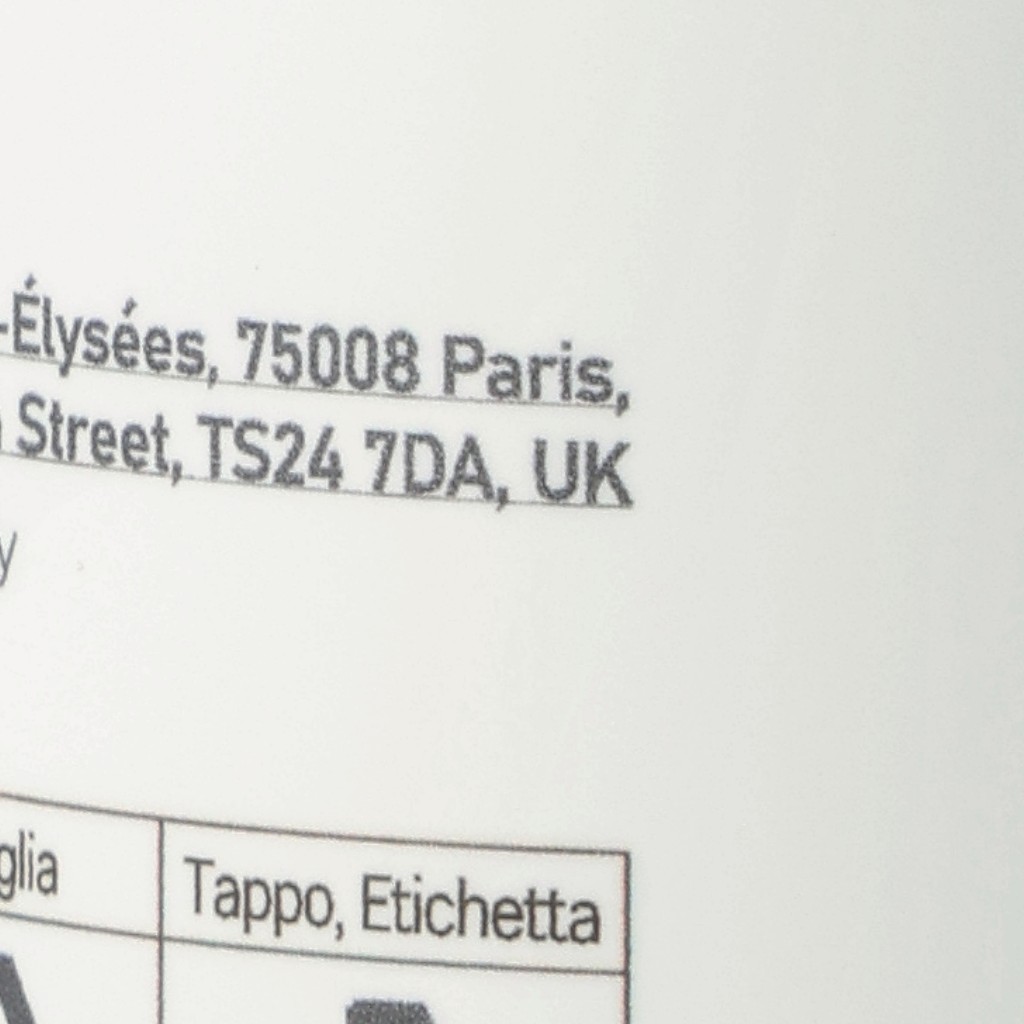 -Élysées, 75008 Paris,
Street, TS24 7DA, UK
y
glia
Tappo, Etichetta